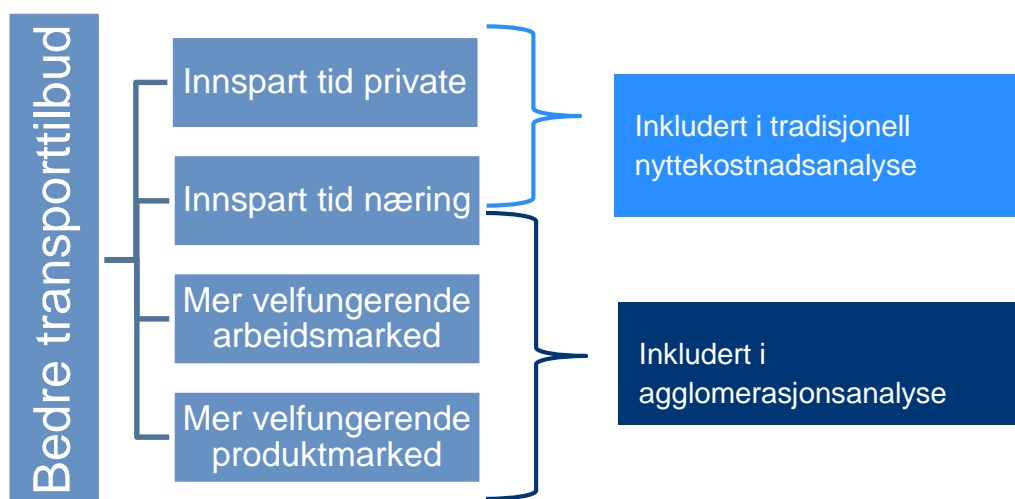 Bedre transporttilbud
Innspart tid private
Innspart tid næring
Mer velfungerende
arbeidsmarked
Mer velfungerende
produktmarked
Inkludert i tradisjonell
nyttekostnadsanalyse
Inkludert i
agglomerasjonsanalyse